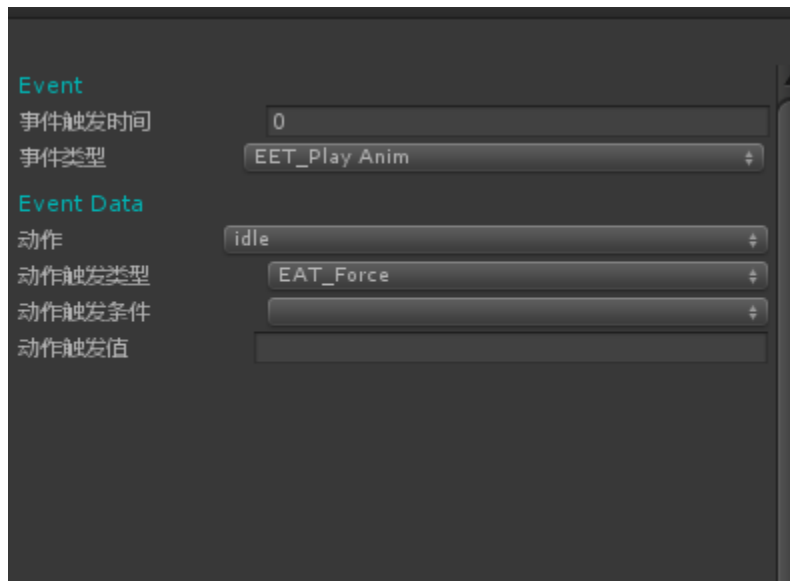 Event
事件触发时间 0
事件类型 EET_Play Anim
Event Data
动作 idle
动作触发类型 EAT_Force
动作触发条件
动作触发值